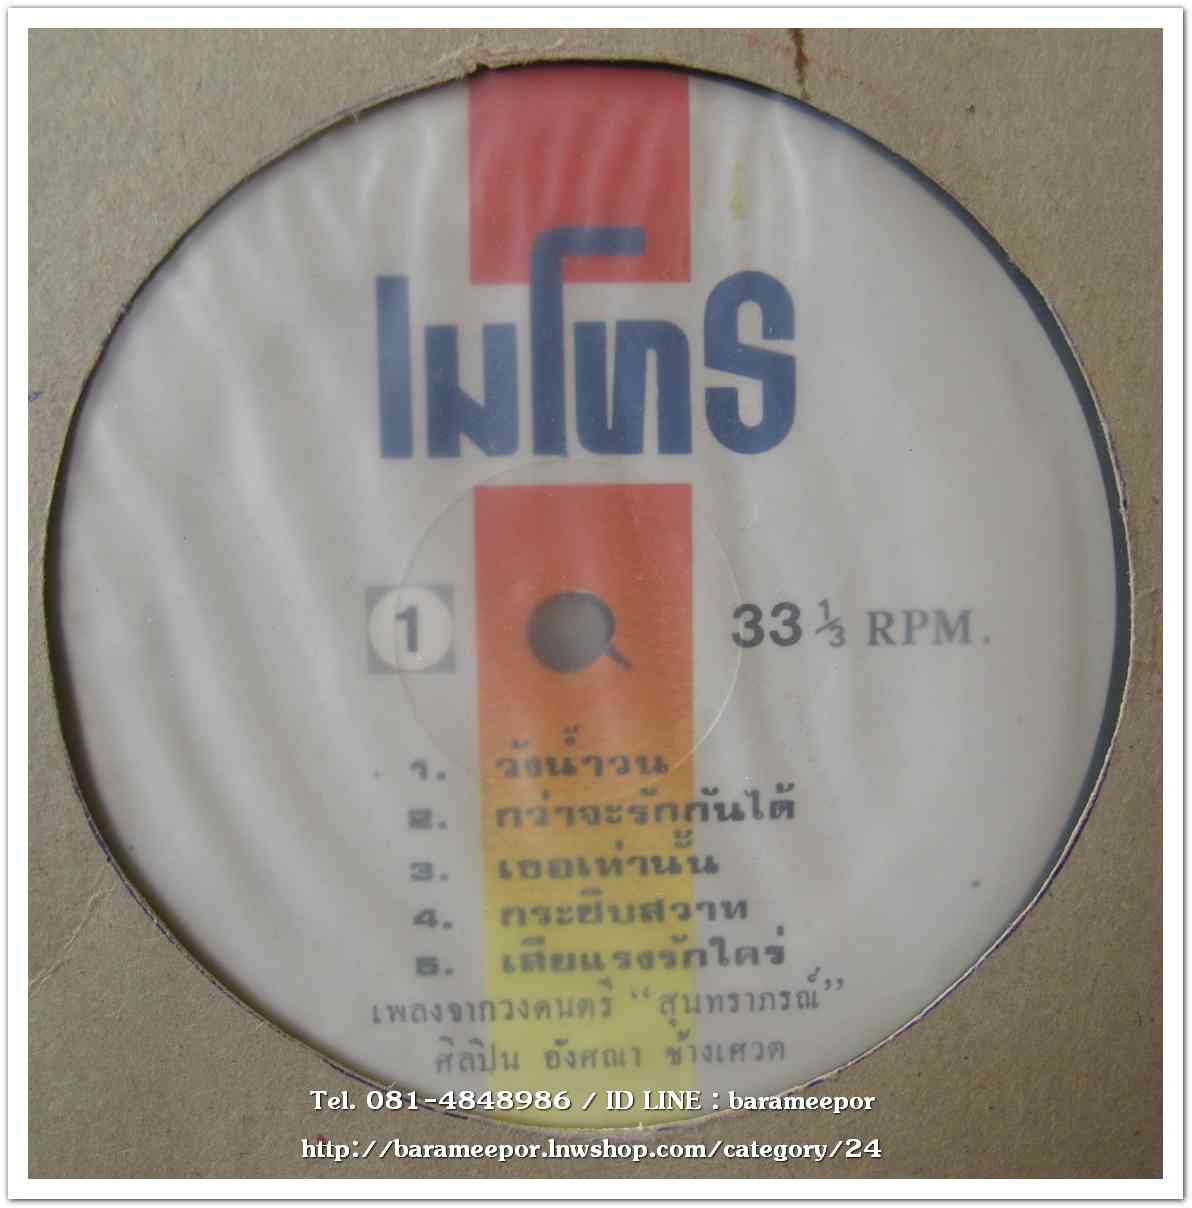 เมโทร
1
33 1/3 RPM.
1. วังน้ำวน
2. กว่าจะรักกันได้
3. เธอเท่านั้น
4. กระซิบสวาท
5. เสียแรงรักใคร่
เพลงจากวงดนตรี “สุนทราภรณ์”
ศิลปิน อังศณา ช้างเศวต
Tel. 081-4848986 / ID LINE : barameepor
http://barameepor.lnwshop.com/category/24